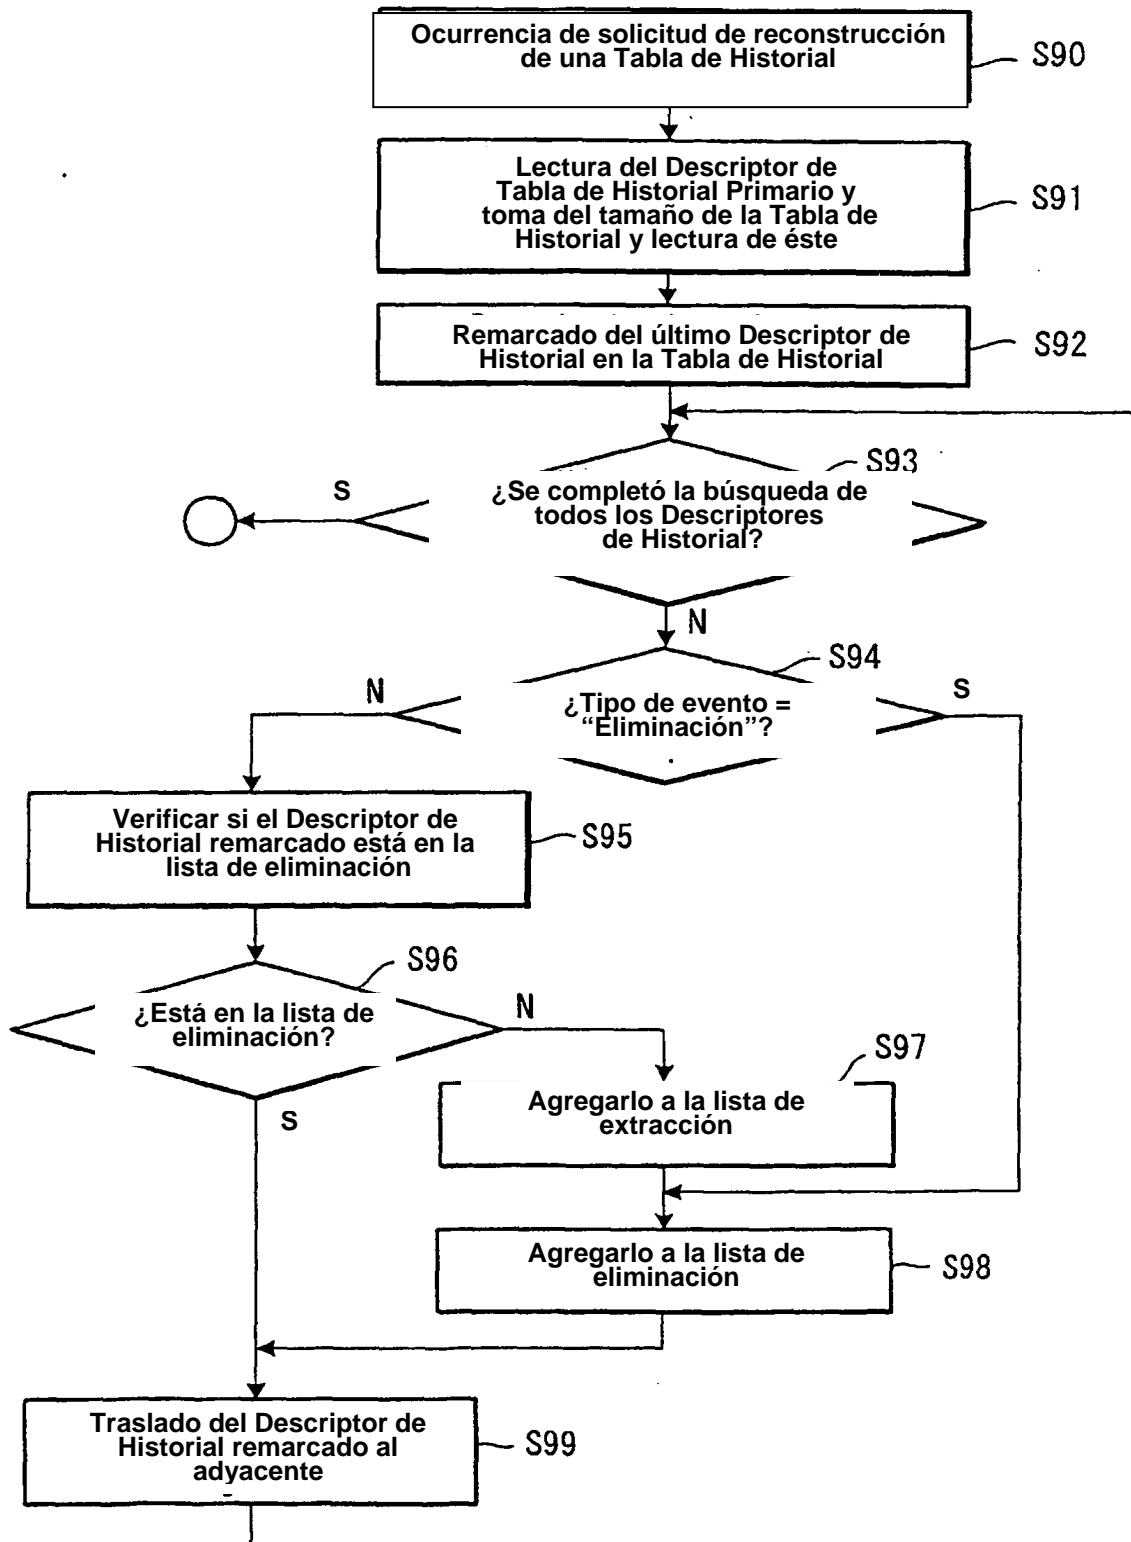 Ocurrencia de solicitud de reconstrucción
de una Tabla de Historial
S90
Lectura del Descriptor de
Tabla de Historial Primario y
toma del tamaño de la Tabla de
Historial y lectura de éste
S91
Remarcado del último Descriptor de
Historial en la Tabla de Historial
S92
S93
S
¿Se completó la búsqueda de
todos los Descriptores
de Historial?
N
S94
N
S
¿Tipo de evento =
“Eliminación”?
Verificar si el Descriptor de
Historial remarcado está en la
lista de eliminación
S95
S96
¿Está en la lista de
eliminación?
N
S
S97
Agregarlo a la lista de
extracción
Agregarlo a la lista de
eliminación
S98
Traslado del Descriptor de
Historial remarcado al
adyacente
S99